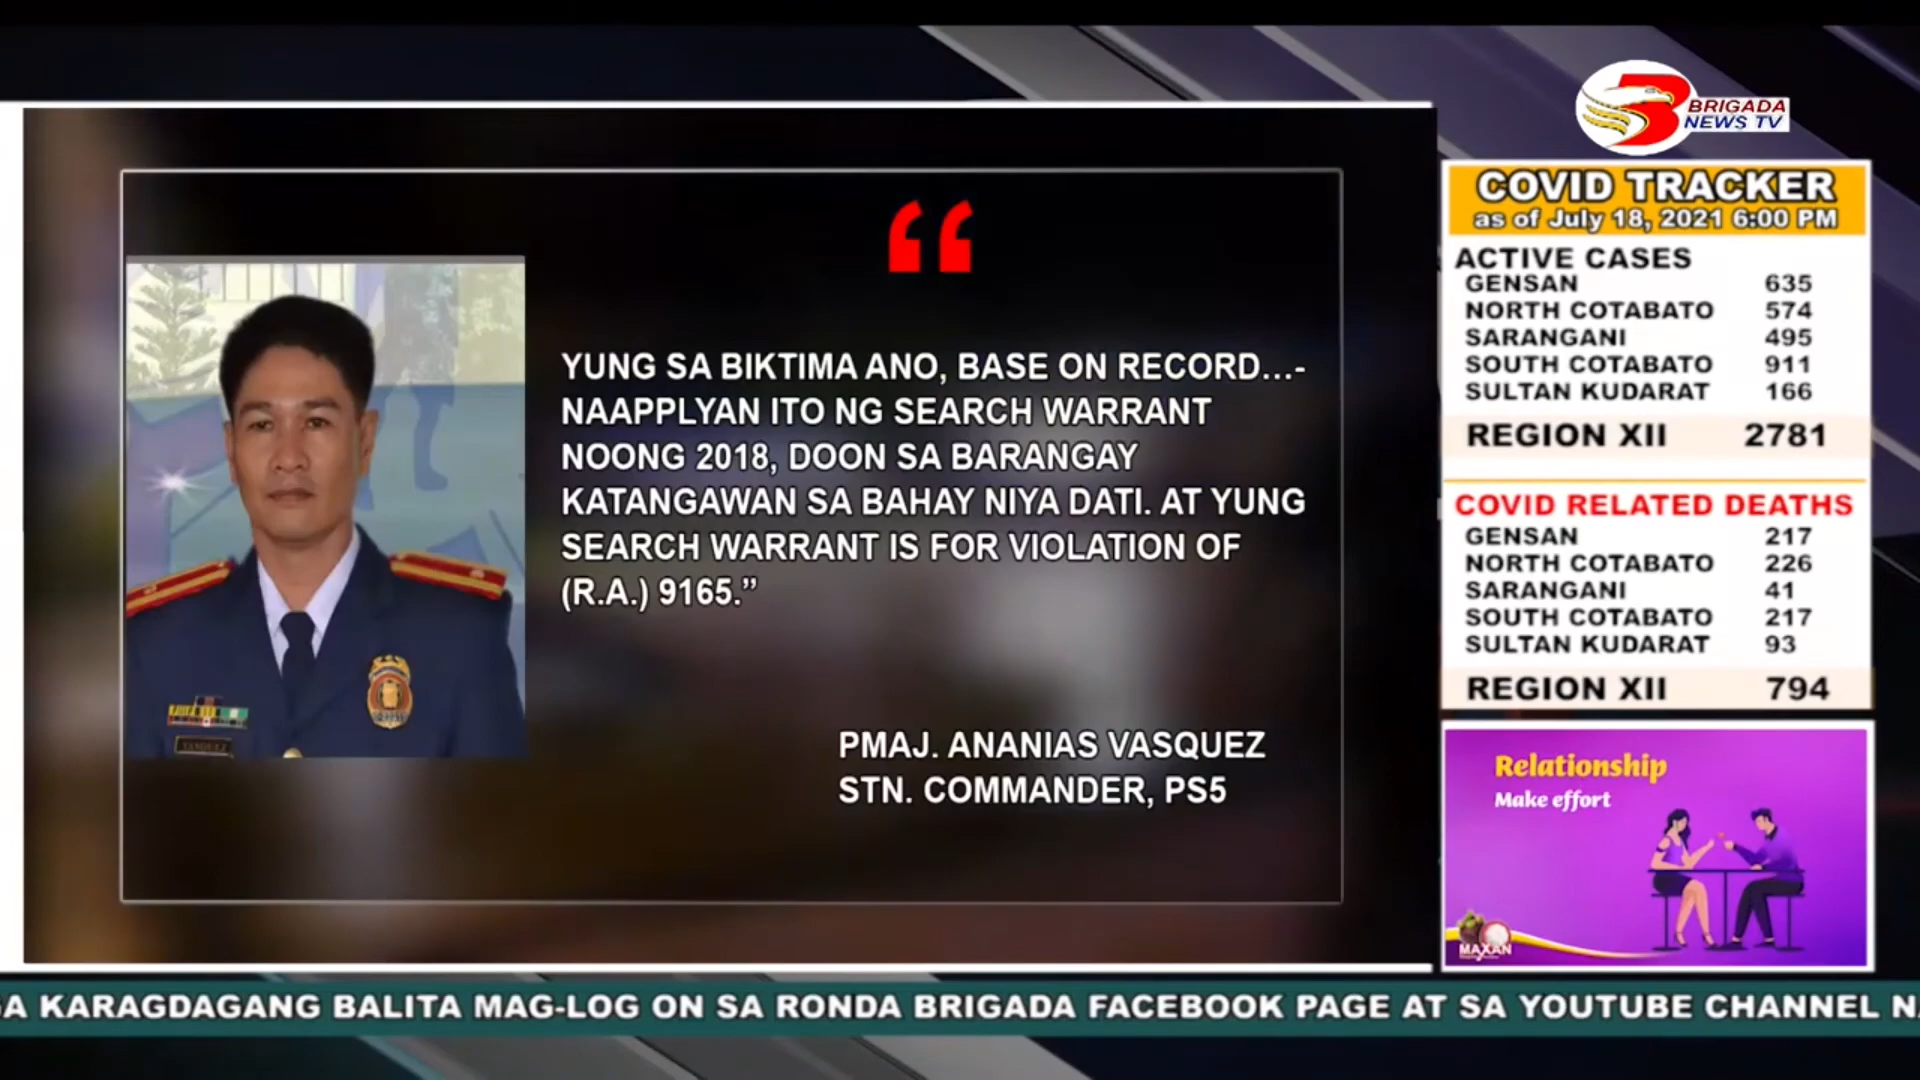 BRIGADA
NEWS TV
“
YUNG SA BIKTIMA ANO, BASE ON RECORD...-
NAAPPLYAN ITO NG SEARCH WARRANT
NOONG 2018, DOON SA BARANGAY
KATANGAWAN SA BAHAY NIYA DATI. AT YUNG
SEARCH WARRANT IS FOR VIOLATION OF
(R.A.) 9165.”
PMAJ. ANANIAS VASQUEZ
STN. COMMANDER, PS5
VASQUEZ
COVID TRACKER
as of July 18, 2021 6:00 PM
ACTIVE CASES
GENSAN 635
NORTH COTABATO 574
SARANGANI 495
SOUTH COTABATO 911
SULTAN KUDARAT 166
REGION XII 2781
COVID RELATED DEATHS
GENSAN 217
NORTH COTABATO 226
SARANGANI 41
SOUTH COTABATO 217
SULTAN KUDARAT 93
REGION XII 794
Relationship
Make effort
MAXAN
GA KARAGDAGANG BALITA MAG-LOG ON SA RONDA BRIGADA FACEBOOK PAGE AT SA YOUTUBE CHANNEL NA